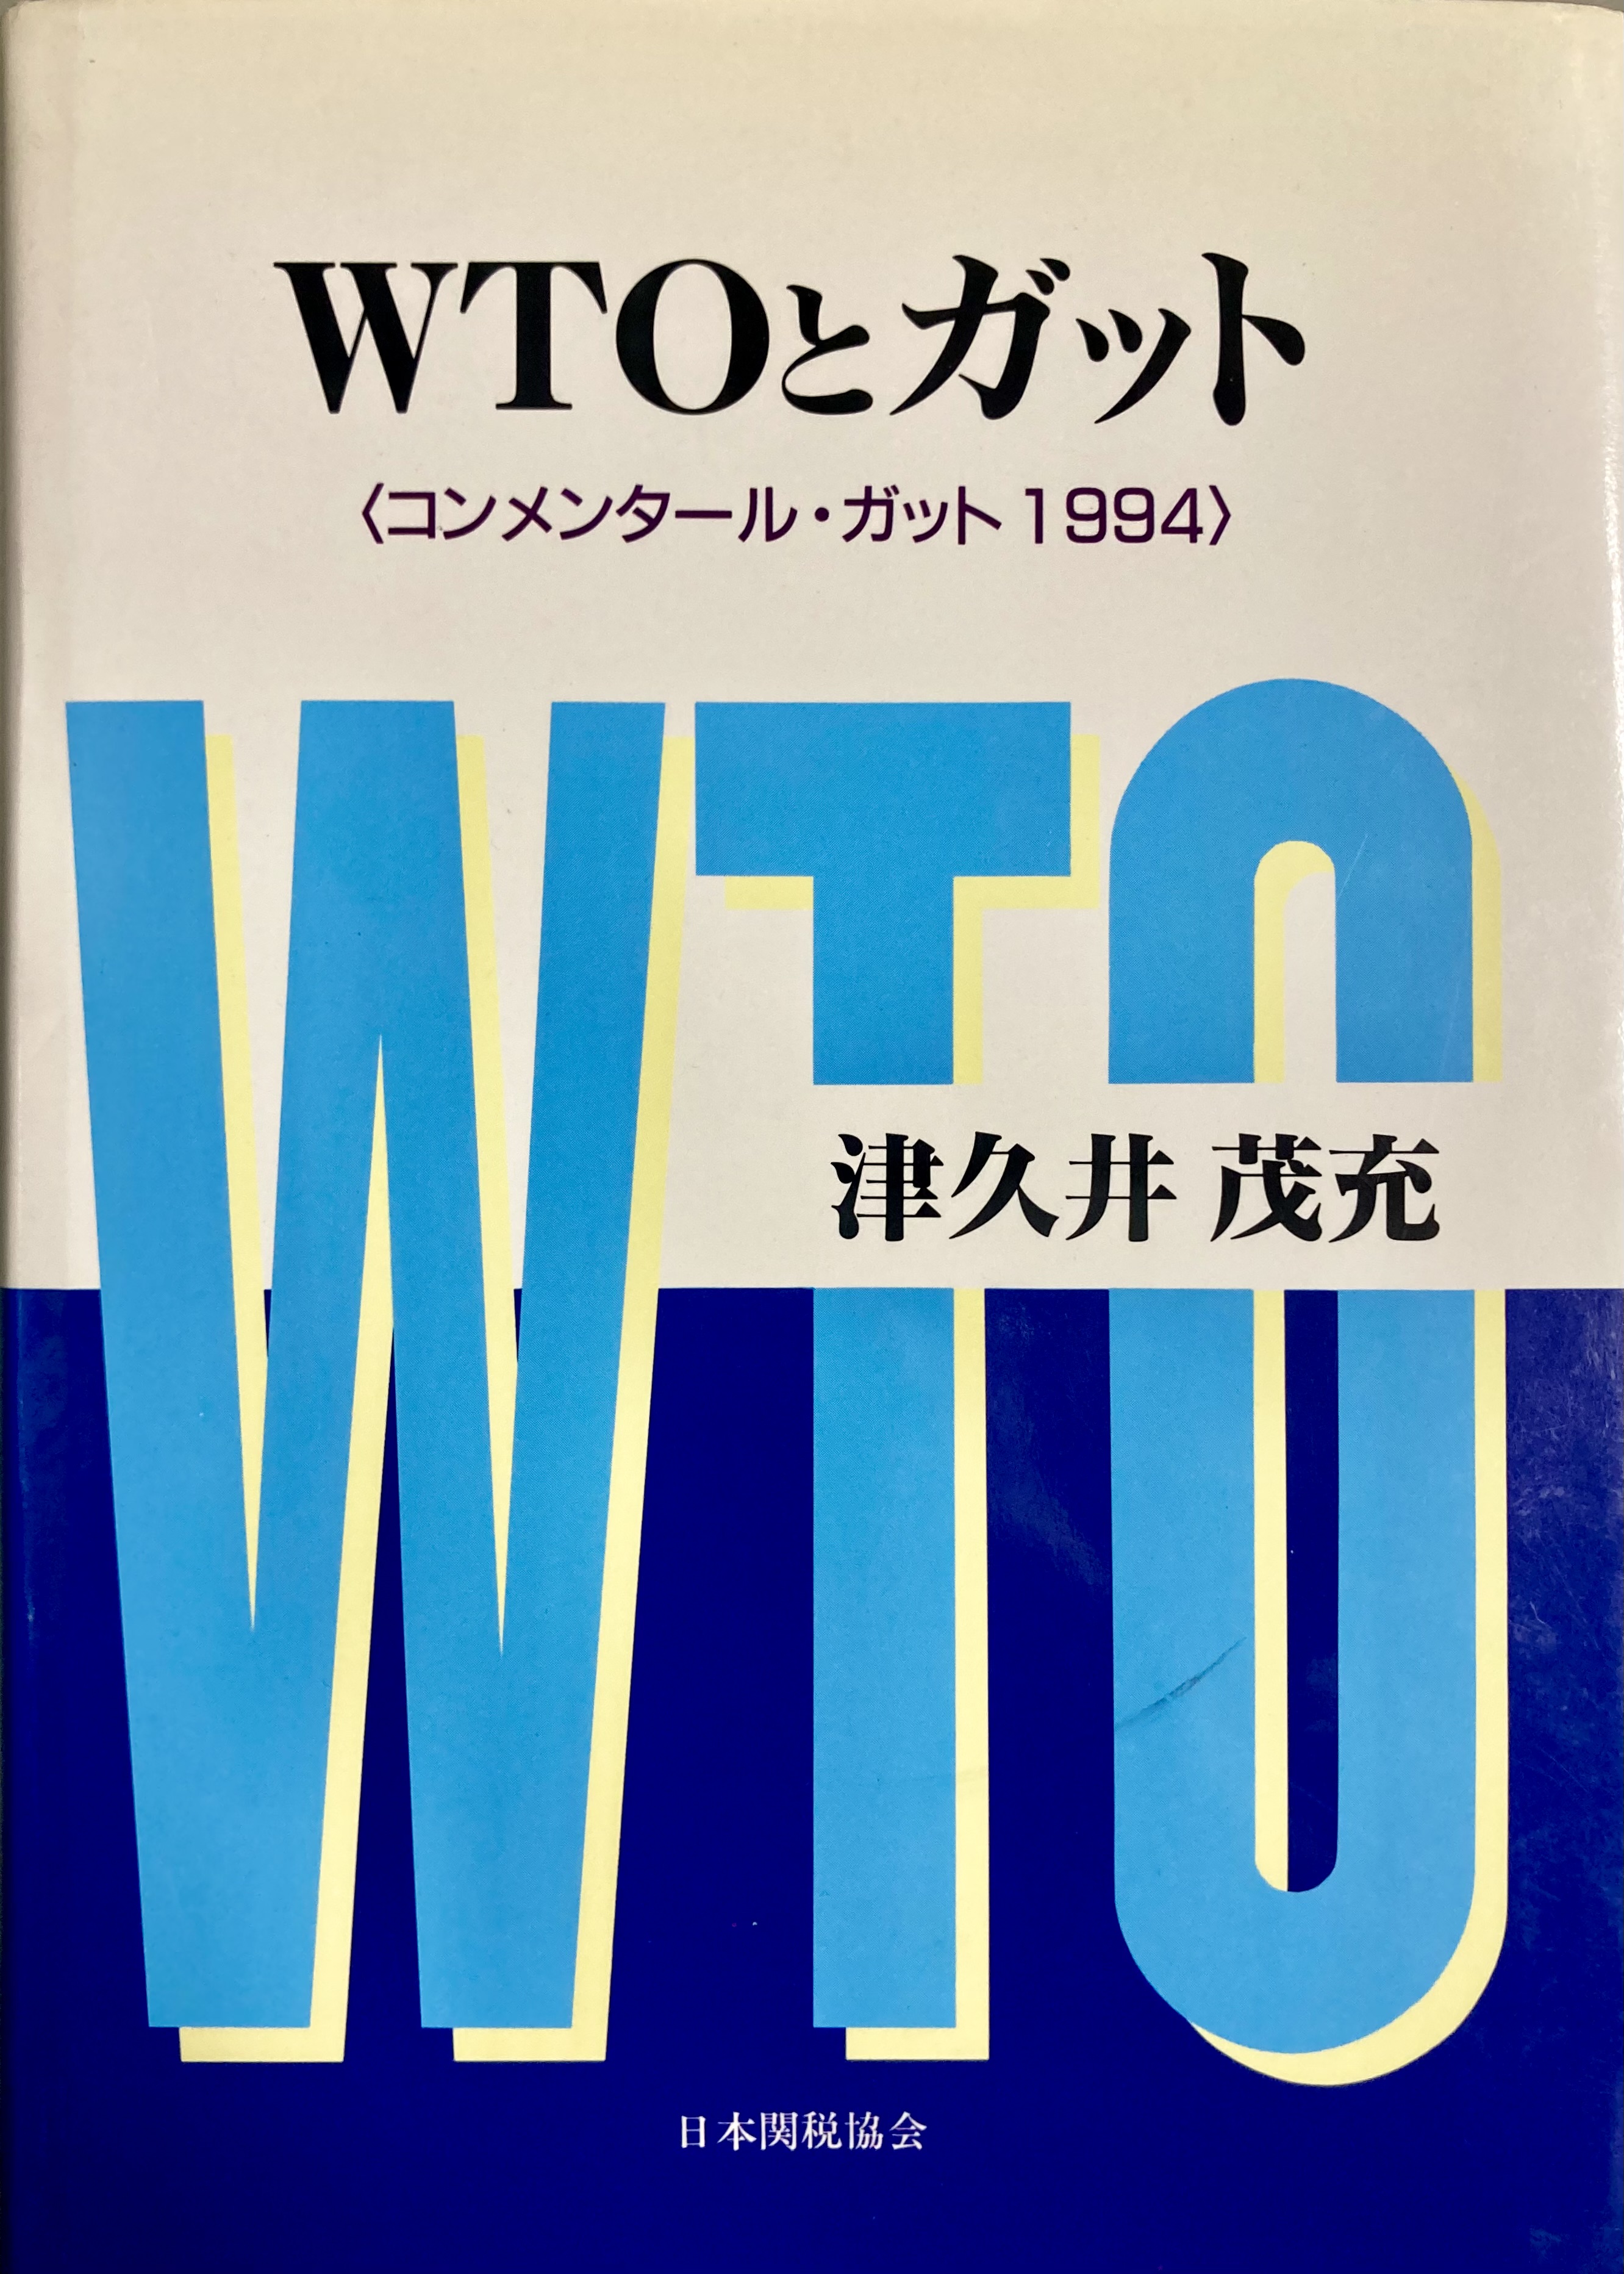 WTOとガット
〈コンメンタール・ガット1994〉
WTO
津久井 茂充
日本関税協会